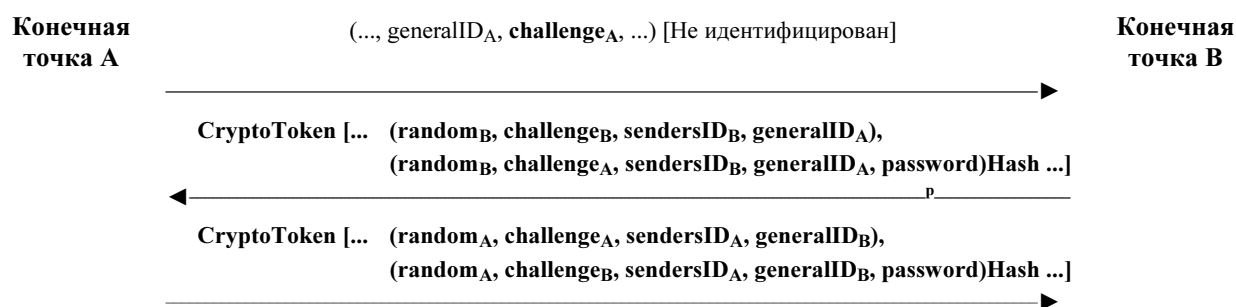 Конечная точка A
(..., generalIDA, challengeA, ...) [Не идентифицирован]
Конечная точка B
CryptoToken [... (randomB, challengeB, sendersIDB, generalIDA),
(randomB, challengeA, sendersIDB, generalIDA, password)Hash ...]
p
CryptoToken [... (randomA, challengeA, sendersIDA, generalIDB),
(randomA, challengeB, sendersIDA, generalIDB, password)Hash ...]